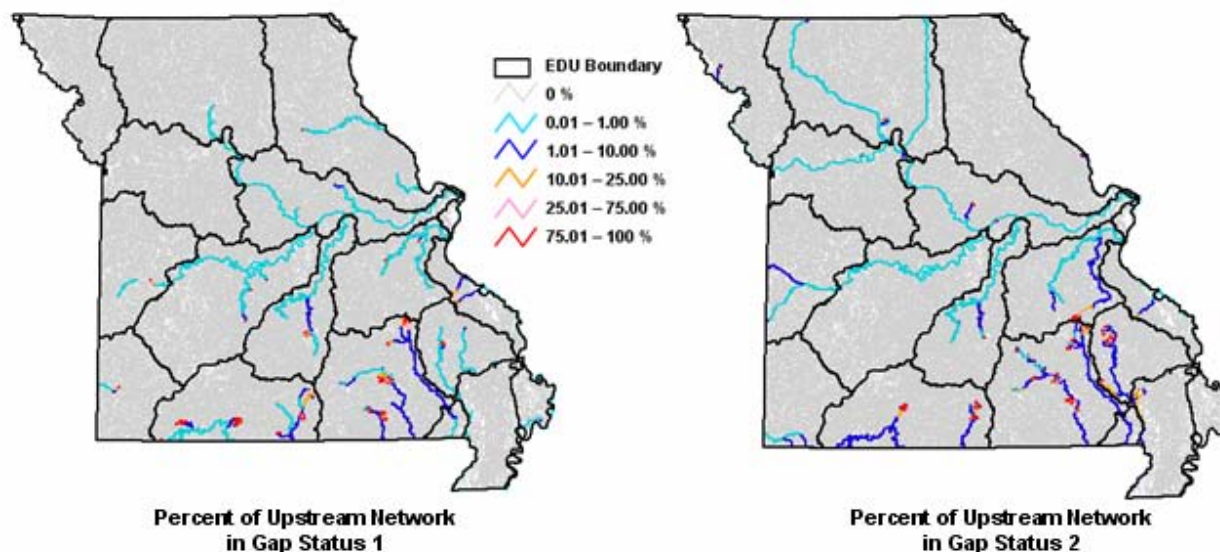 EDU Boundary
0 %
0.01 – 1.00 %
1.01 – 10.00 %
10.01 – 25.00 %
25.01 – 75.00 %
75.01 – 100 %
Percent of Upstream Network
in Gap Status 1
Percent of Upstream Network
in Gap Status 2